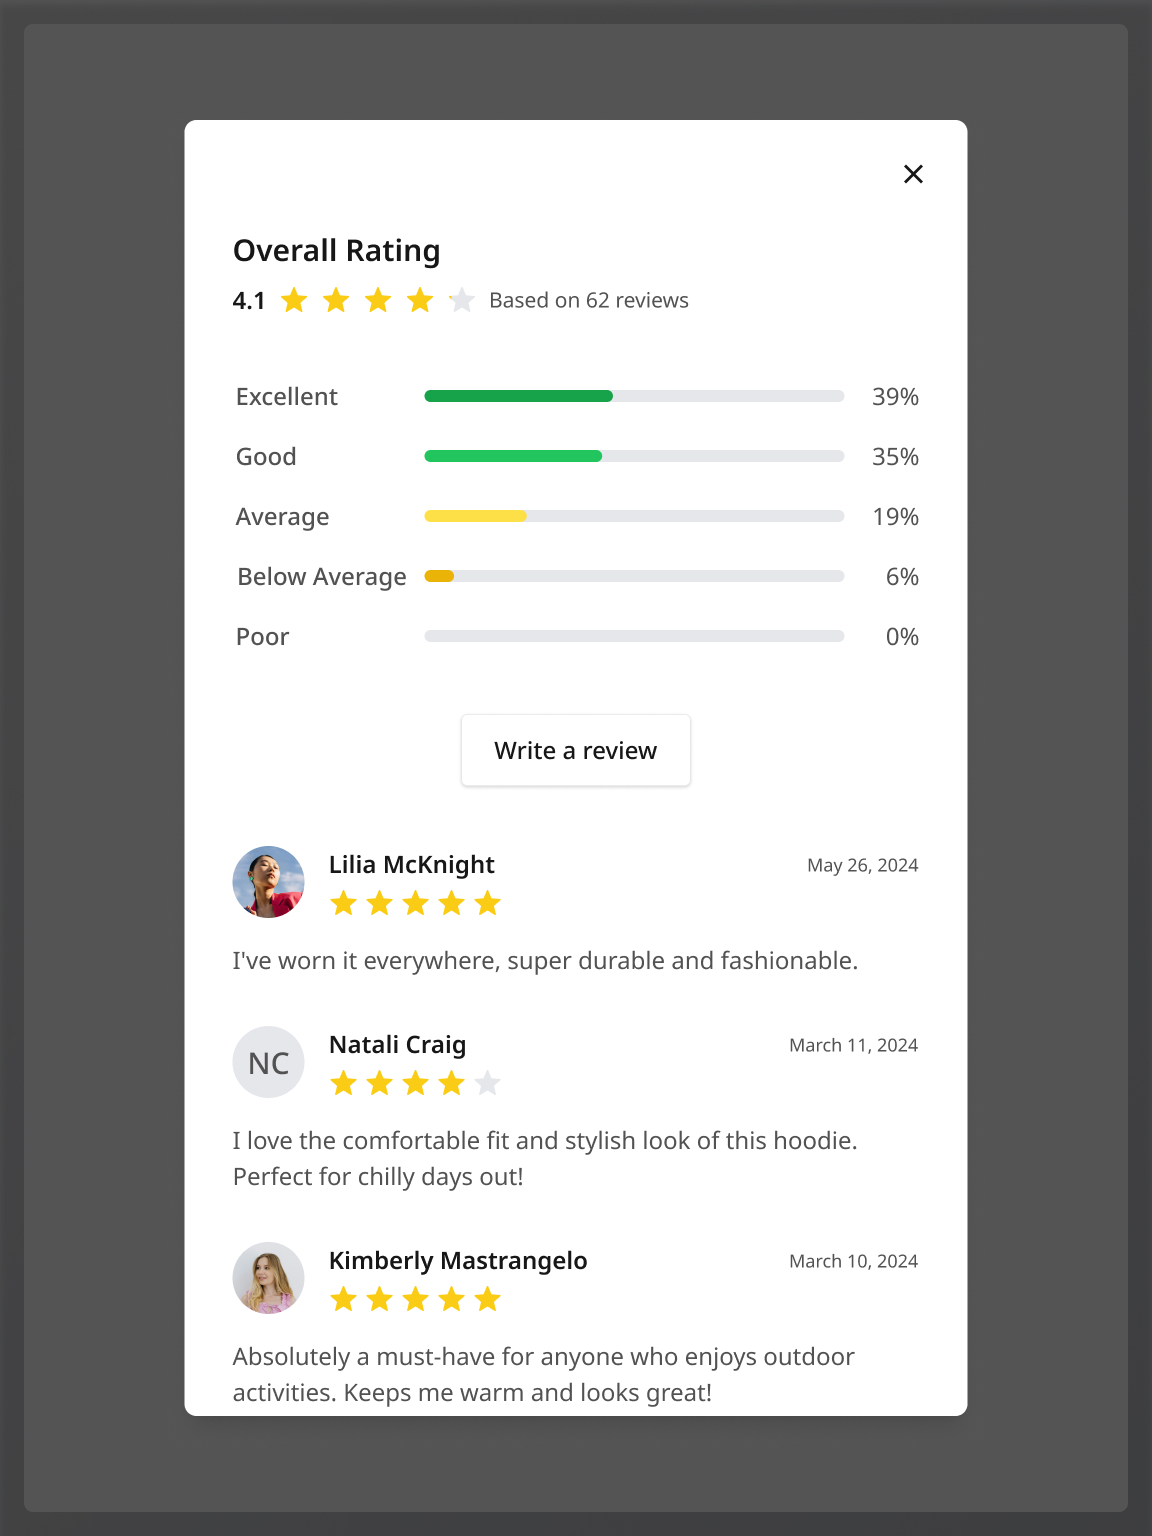 Overall Rating
4.1 Based on 62 reviews
Excellent 39%
Good 35%
Average 19%
Below Average 6%
Poor 0%
Write a review
Lilia McKnight May 26, 2024
I've worn it everywhere, super durable and fashionable.
NC Natali Craig March 11, 2024
I love the comfortable fit and stylish look of this hoodie.
Perfect for chilly days out!
Kimberly Mastrangelo March 10, 2024
Absolutely a must-have for anyone who enjoys outdoor
activities. Keeps me warm and looks great!